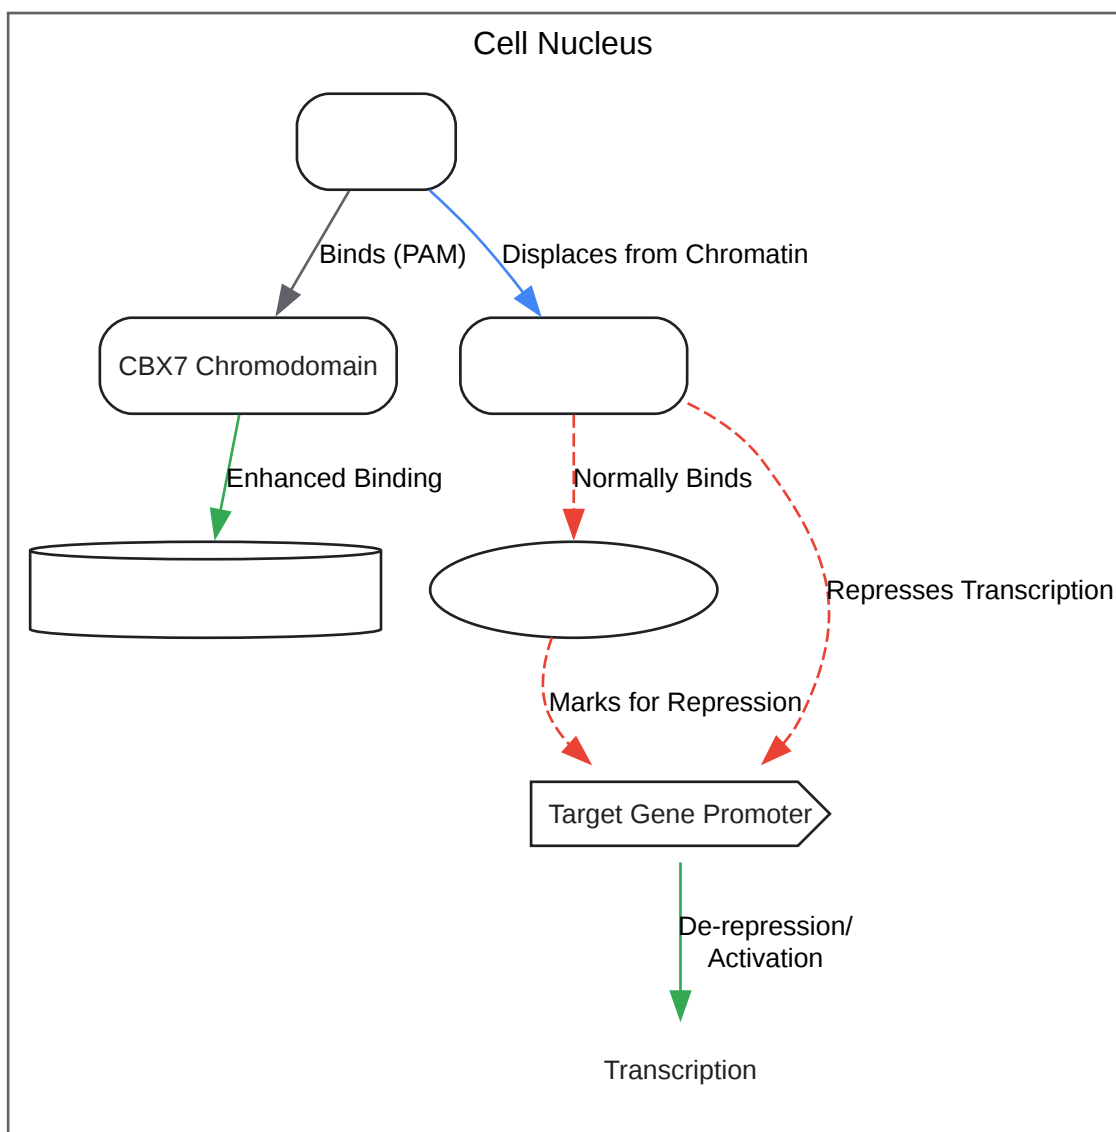 Cell Nucleus
Binds (PAM)
Displaces from Chromatin
CBX7 Chromodomain
Enhanced Binding
Normally Binds
Represses Transcription
Marks for Repression
Target Gene Promoter
De-repression/
Activation
Transcription